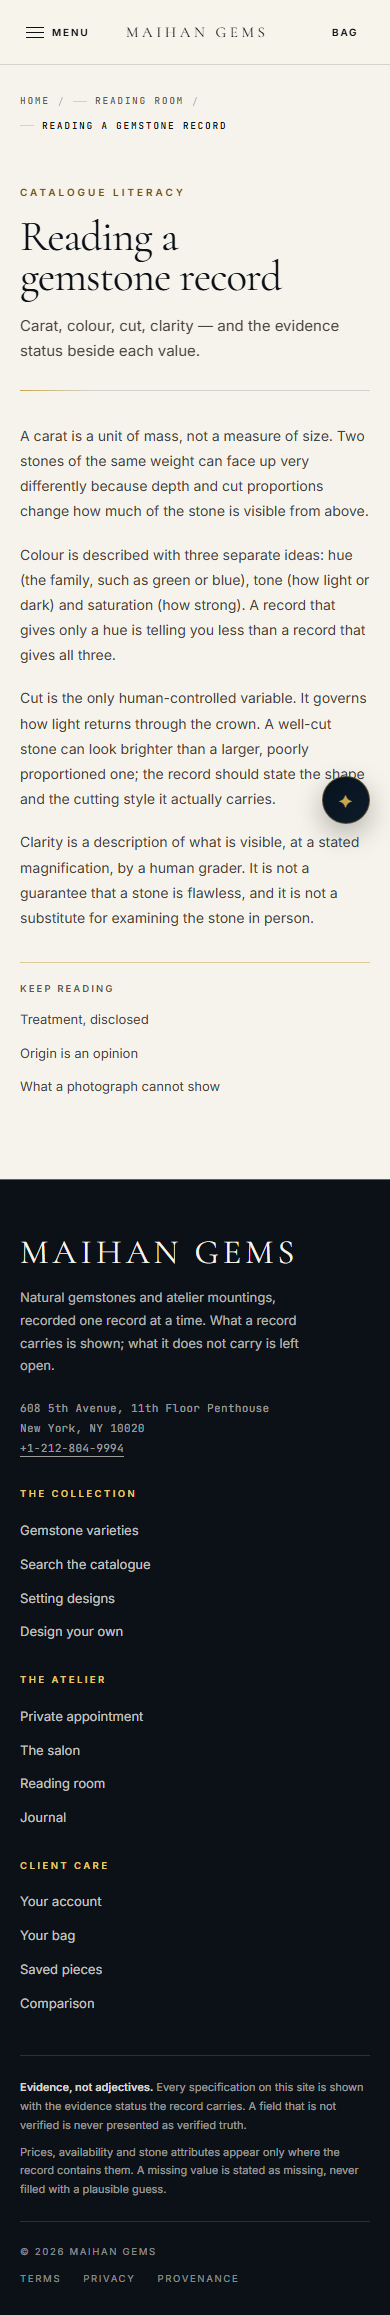 MENU
MAIHAN GEMS
BAG
HOME / — READING ROOM /
— READING A GEMSTONE RECORD
CATALOGUE LITERACY
Reading a
gemstone record
Carat, colour, cut, clarity — and the evidence
status beside each value.
A carat is a unit of mass, not a measure of size. Two
stones of the same weight can face up very
differently because depth and cut proportions
change how much of the stone is visible from above.
Colour is described with three separate ideas: hue
(the family, such as green or blue), tone (how light or
dark) and saturation (how strong). A record that
gives only a hue is telling you less than a record that
gives all three.
Cut is the only human-controlled variable. It governs
how light returns through the crown. A well-cut
stone can look brighter than a larger, poorly
proportioned one; the record should state the shape
and the cutting style it actually carries.
Clarity is a description of what is visible, at a stated
magnification, by a human grader. It is not a
guarantee that a stone is flawless, and it is not a
substitute for examining the stone in person.
KEEP READING
Treatment, disclosed
Origin is an opinion
What a photograph cannot show
MAIHAN GEMS
Natural gemstones and atelier mountings,
recorded one record at a time. What a record
carries is shown; what it does not carry is left
open.
608 5th Avenue, 11th Floor Penthouse
New York, NY 10020
+1-212-804-9994
THE COLLECTION
Gemstone varieties
Search the catalogue
Setting designs
Design your own
THE ATELIER
Private appointment
The salon
Reading room
Journal
CLIENT CARE
Your account
Your bag
Saved pieces
Comparison
Evidence, not adjectives. Every specification on this site is shown
with the evidence status the record carries. A field that is not
verified is never presented as verified truth.
Prices, availability and stone attributes appear only where the
record contains them. A missing value is stated as missing, never
filled with a plausible guess.
© 2026 MAIHAN GEMS
TERMS PRIVACY PROVENANCE